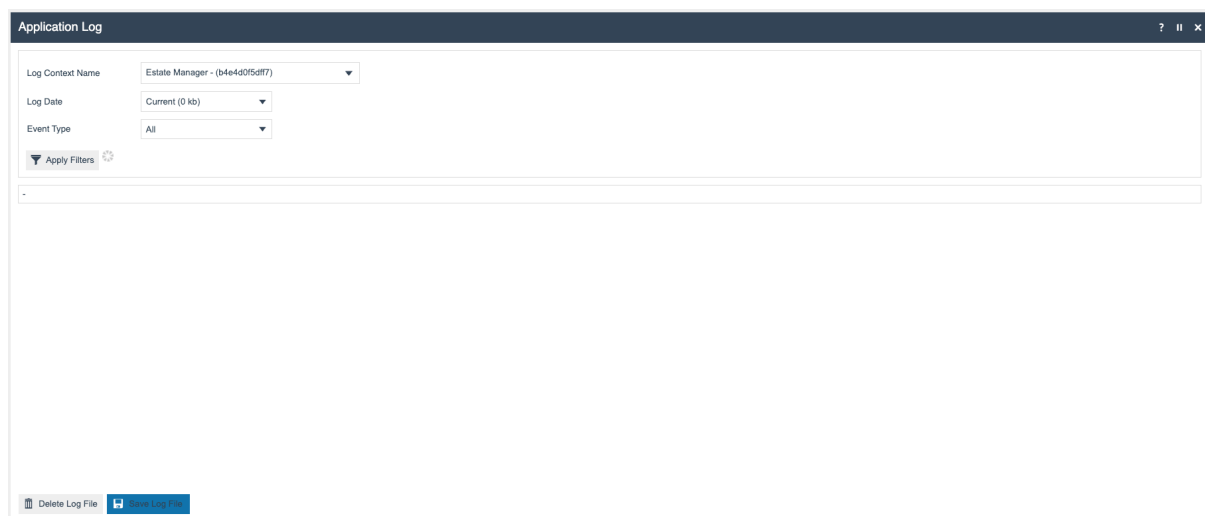 Application Log
?
Log Context Name
Estate Manager - (b4e4d0f5dff7)
Log Date
Current (0 kb)
Event Type
All
Apply Filters
-
Delete Log File
Save Log File